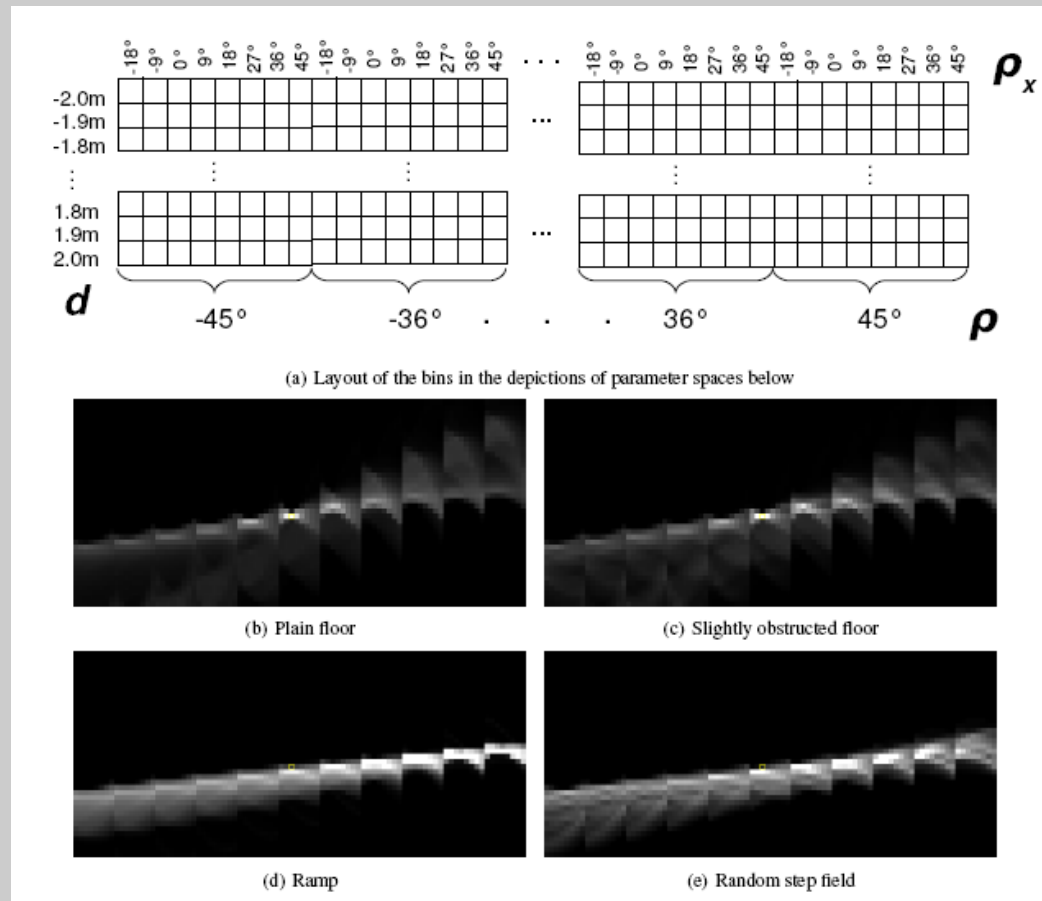 -18° -9° 0° 9° 18° 27° 36° 45° -18° -9° 0° 9° 18° 27° 36° 45° . . . -18° -9° 0° 9° 18° 27° 36° 45° -18° -9° 0° 9° 18° 27° 36° 45° ρx
-2.0m
-1.9m ...
-1.8m
1.8m
1.9m ...
2.0m
d -45° -36° . . . 36° 45° ρ
(a) Layout of the bins in the depictions of parameter spaces below
(b) Plain floor (c) Slightly obstructed floor
(d) Ramp (e) Random step field